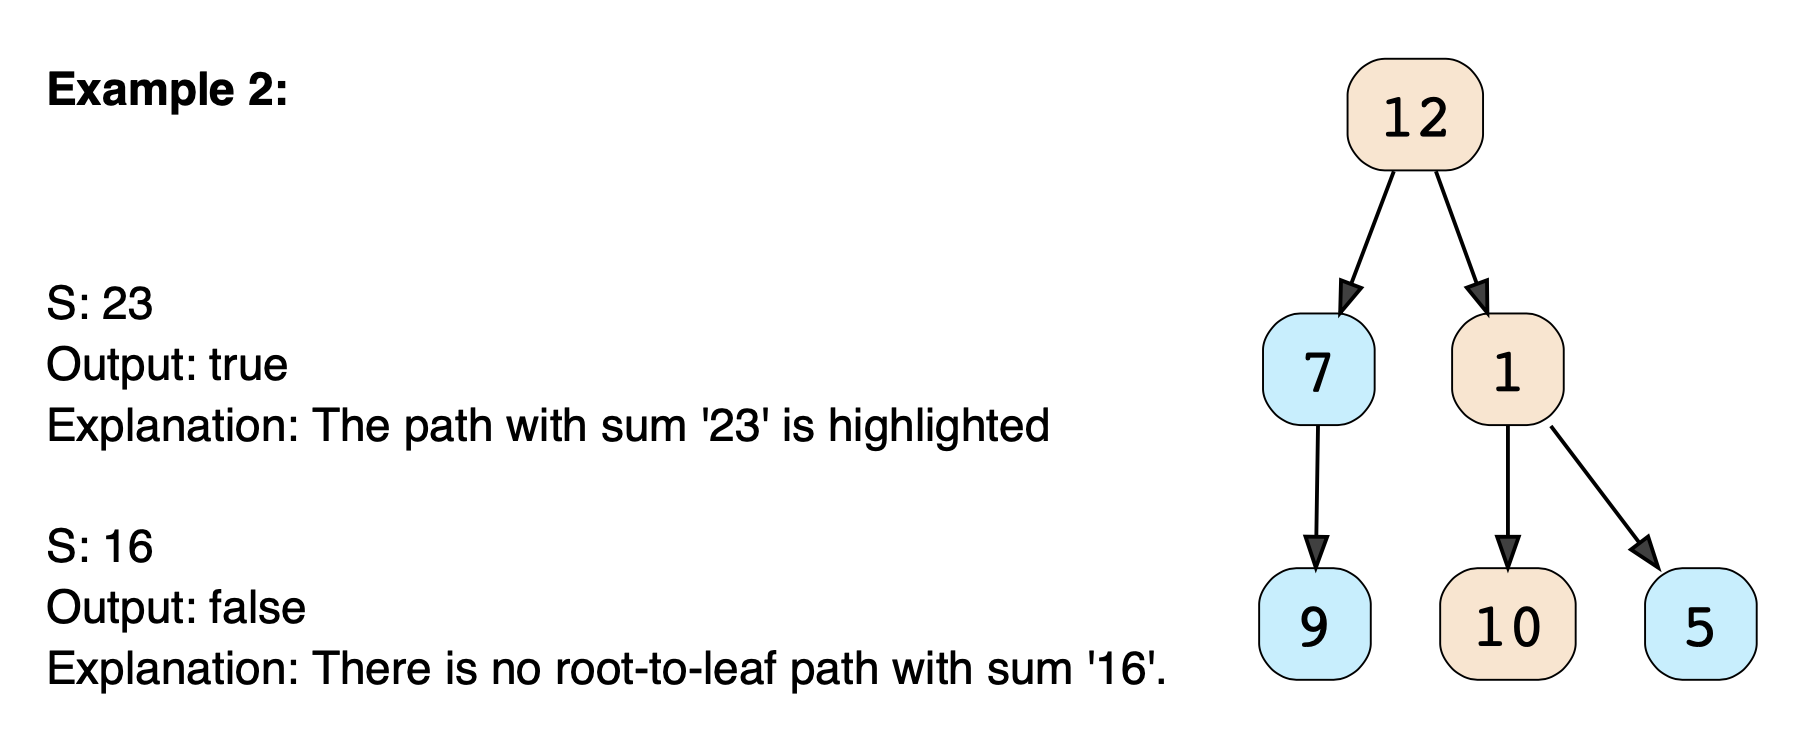 Example 2:
12
S: 23
Output: true
7 1
Explanation: The path with sum '23' is highlighted
S: 16
Output: false
9 10 5
Explanation: There is no root-to-leaf path with sum '16'.